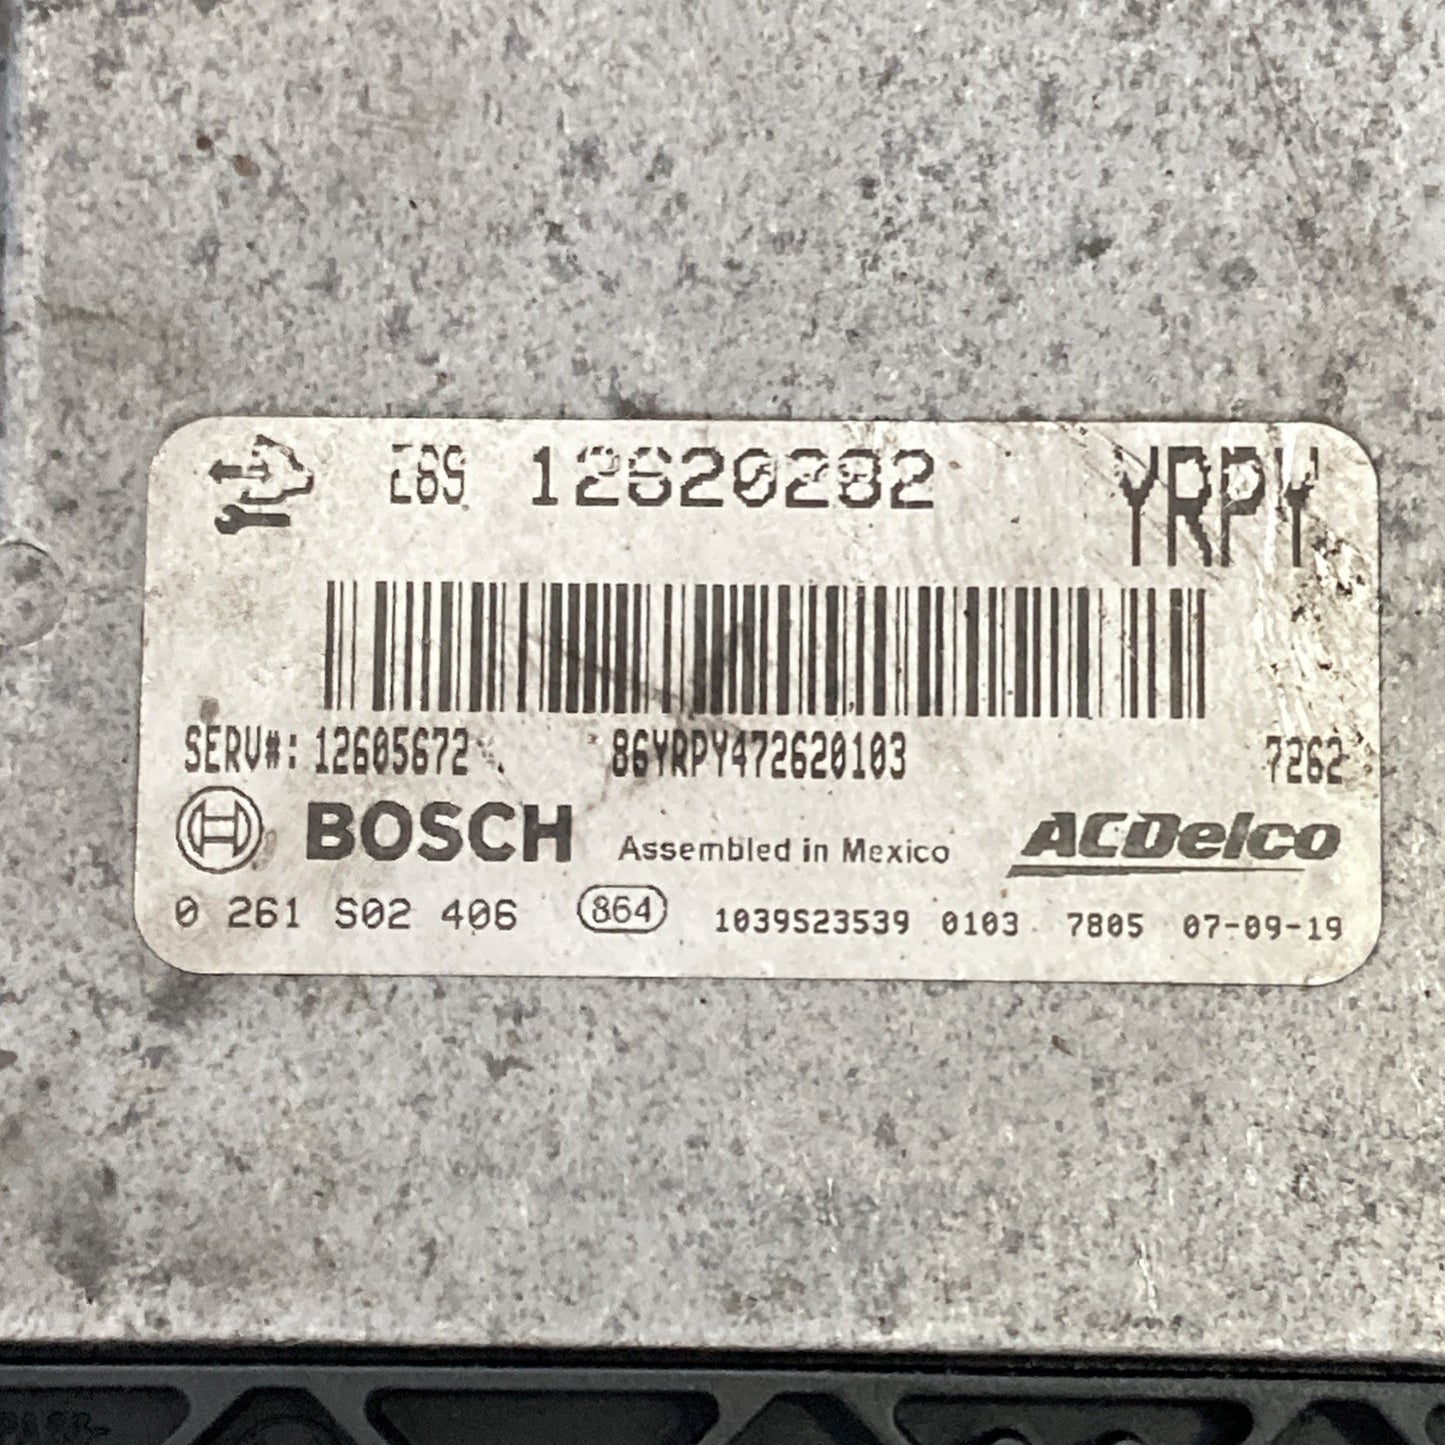 E69 12620282 YRPY
SERV#: 12605672 86YRPY472620103 7262
BOSCH Assembled in Mexico ACDelco
0 261 S02 406 864 1039S23539 0103 7805 07-09-19